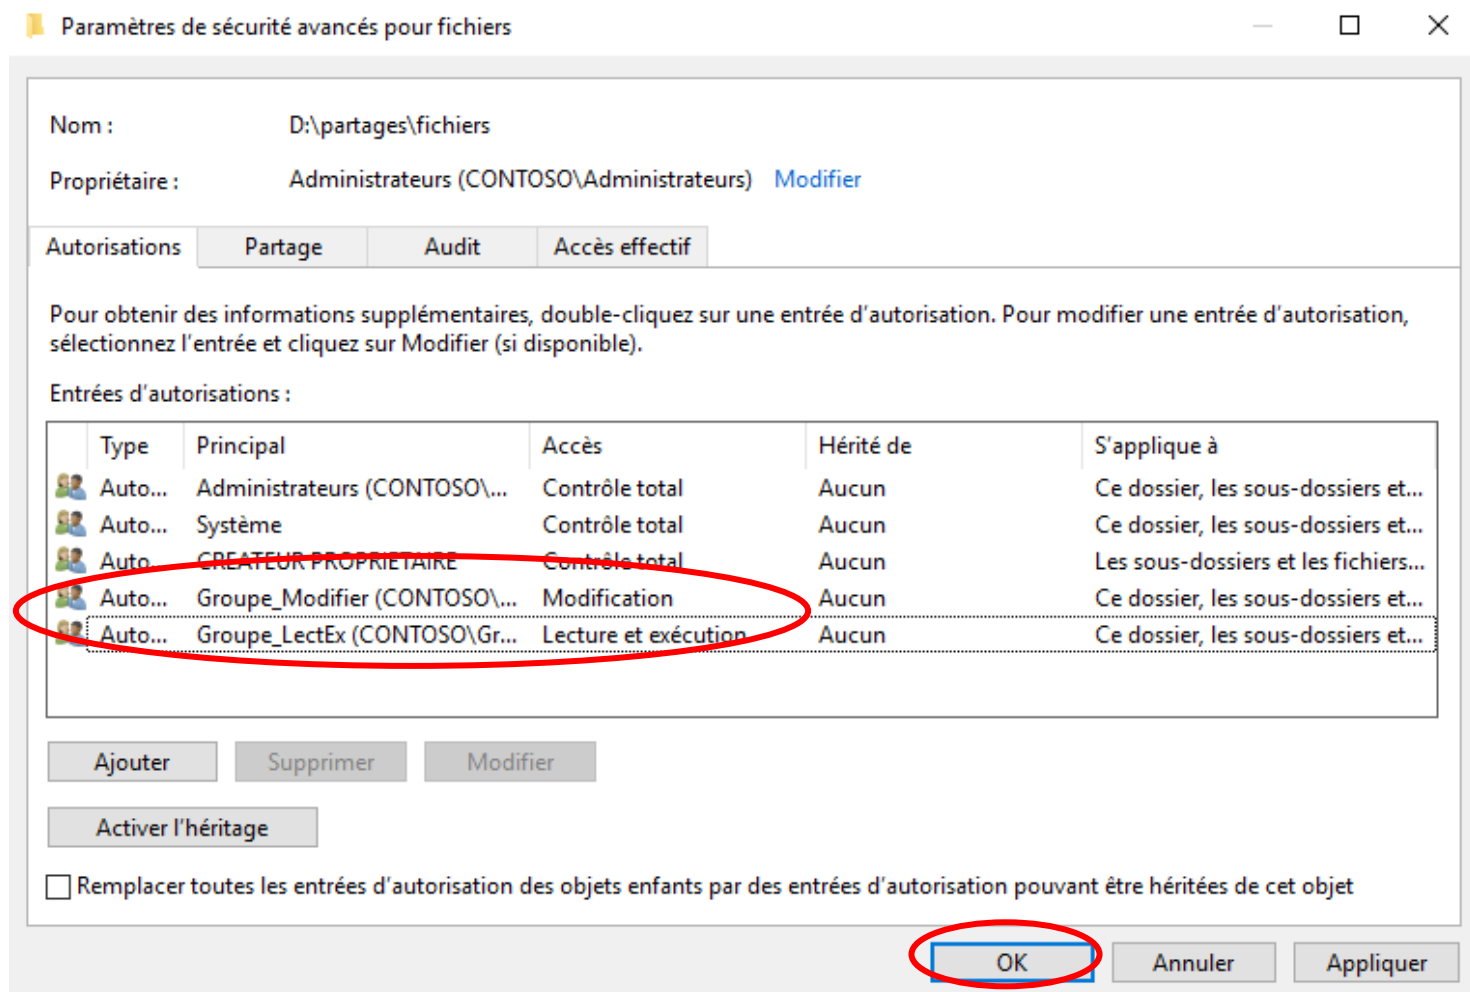 Paramètres de sécurité avancés pour fichiers
Nom : D:\partages\fichiers
Propriétaire : Administrateurs (CONTOSO\Administrateurs) Modifier
Autorisations Partage Audit Accès effectif
Pour obtenir des informations supplémentaires, double-cliquez sur une entrée d'autorisation. Pour modifier une entrée d'autorisation,
sélectionnez l'entrée et cliquez sur Modifier (si disponible).
Entrées d'autorisations :
Type Principal Accès Hérité de S'applique à
Auto... Administrateurs (CONTOSO\... Contrôle total Aucun Ce dossier, les sous-dossiers et...
Auto... Système Contrôle total Aucun Ce dossier, les sous-dossiers et...
Auto... CREATEUR PROPRIETAIRE Contrôle total Aucun Les sous-dossiers et les fichiers...
Auto... Groupe_Modifier (CONTOSO\... Modification Aucun Ce dossier, les sous-dossiers et...
Auto... Groupe_LectEx (CONTOSO\Gr... Lecture et exécution Aucun Ce dossier, les sous-dossiers et...
Ajouter Supprimer Modifier
Activer l'héritage
Remplacer toutes les entrées d'autorisation des objets enfants par des entrées d'autorisation pouvant être héritées de cet objet
OK Annuler Appliquer